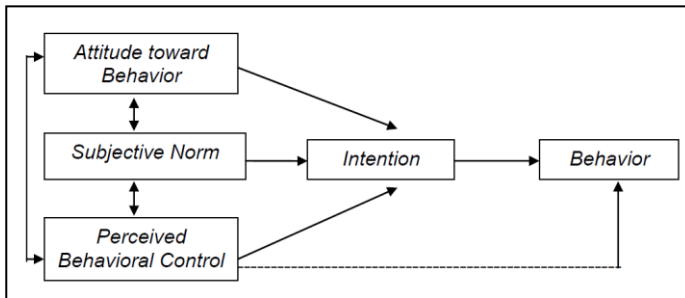 Attitude toward
Behavior
Subjective Norm
Intention
Behavior
Perceived
Behavioral Control